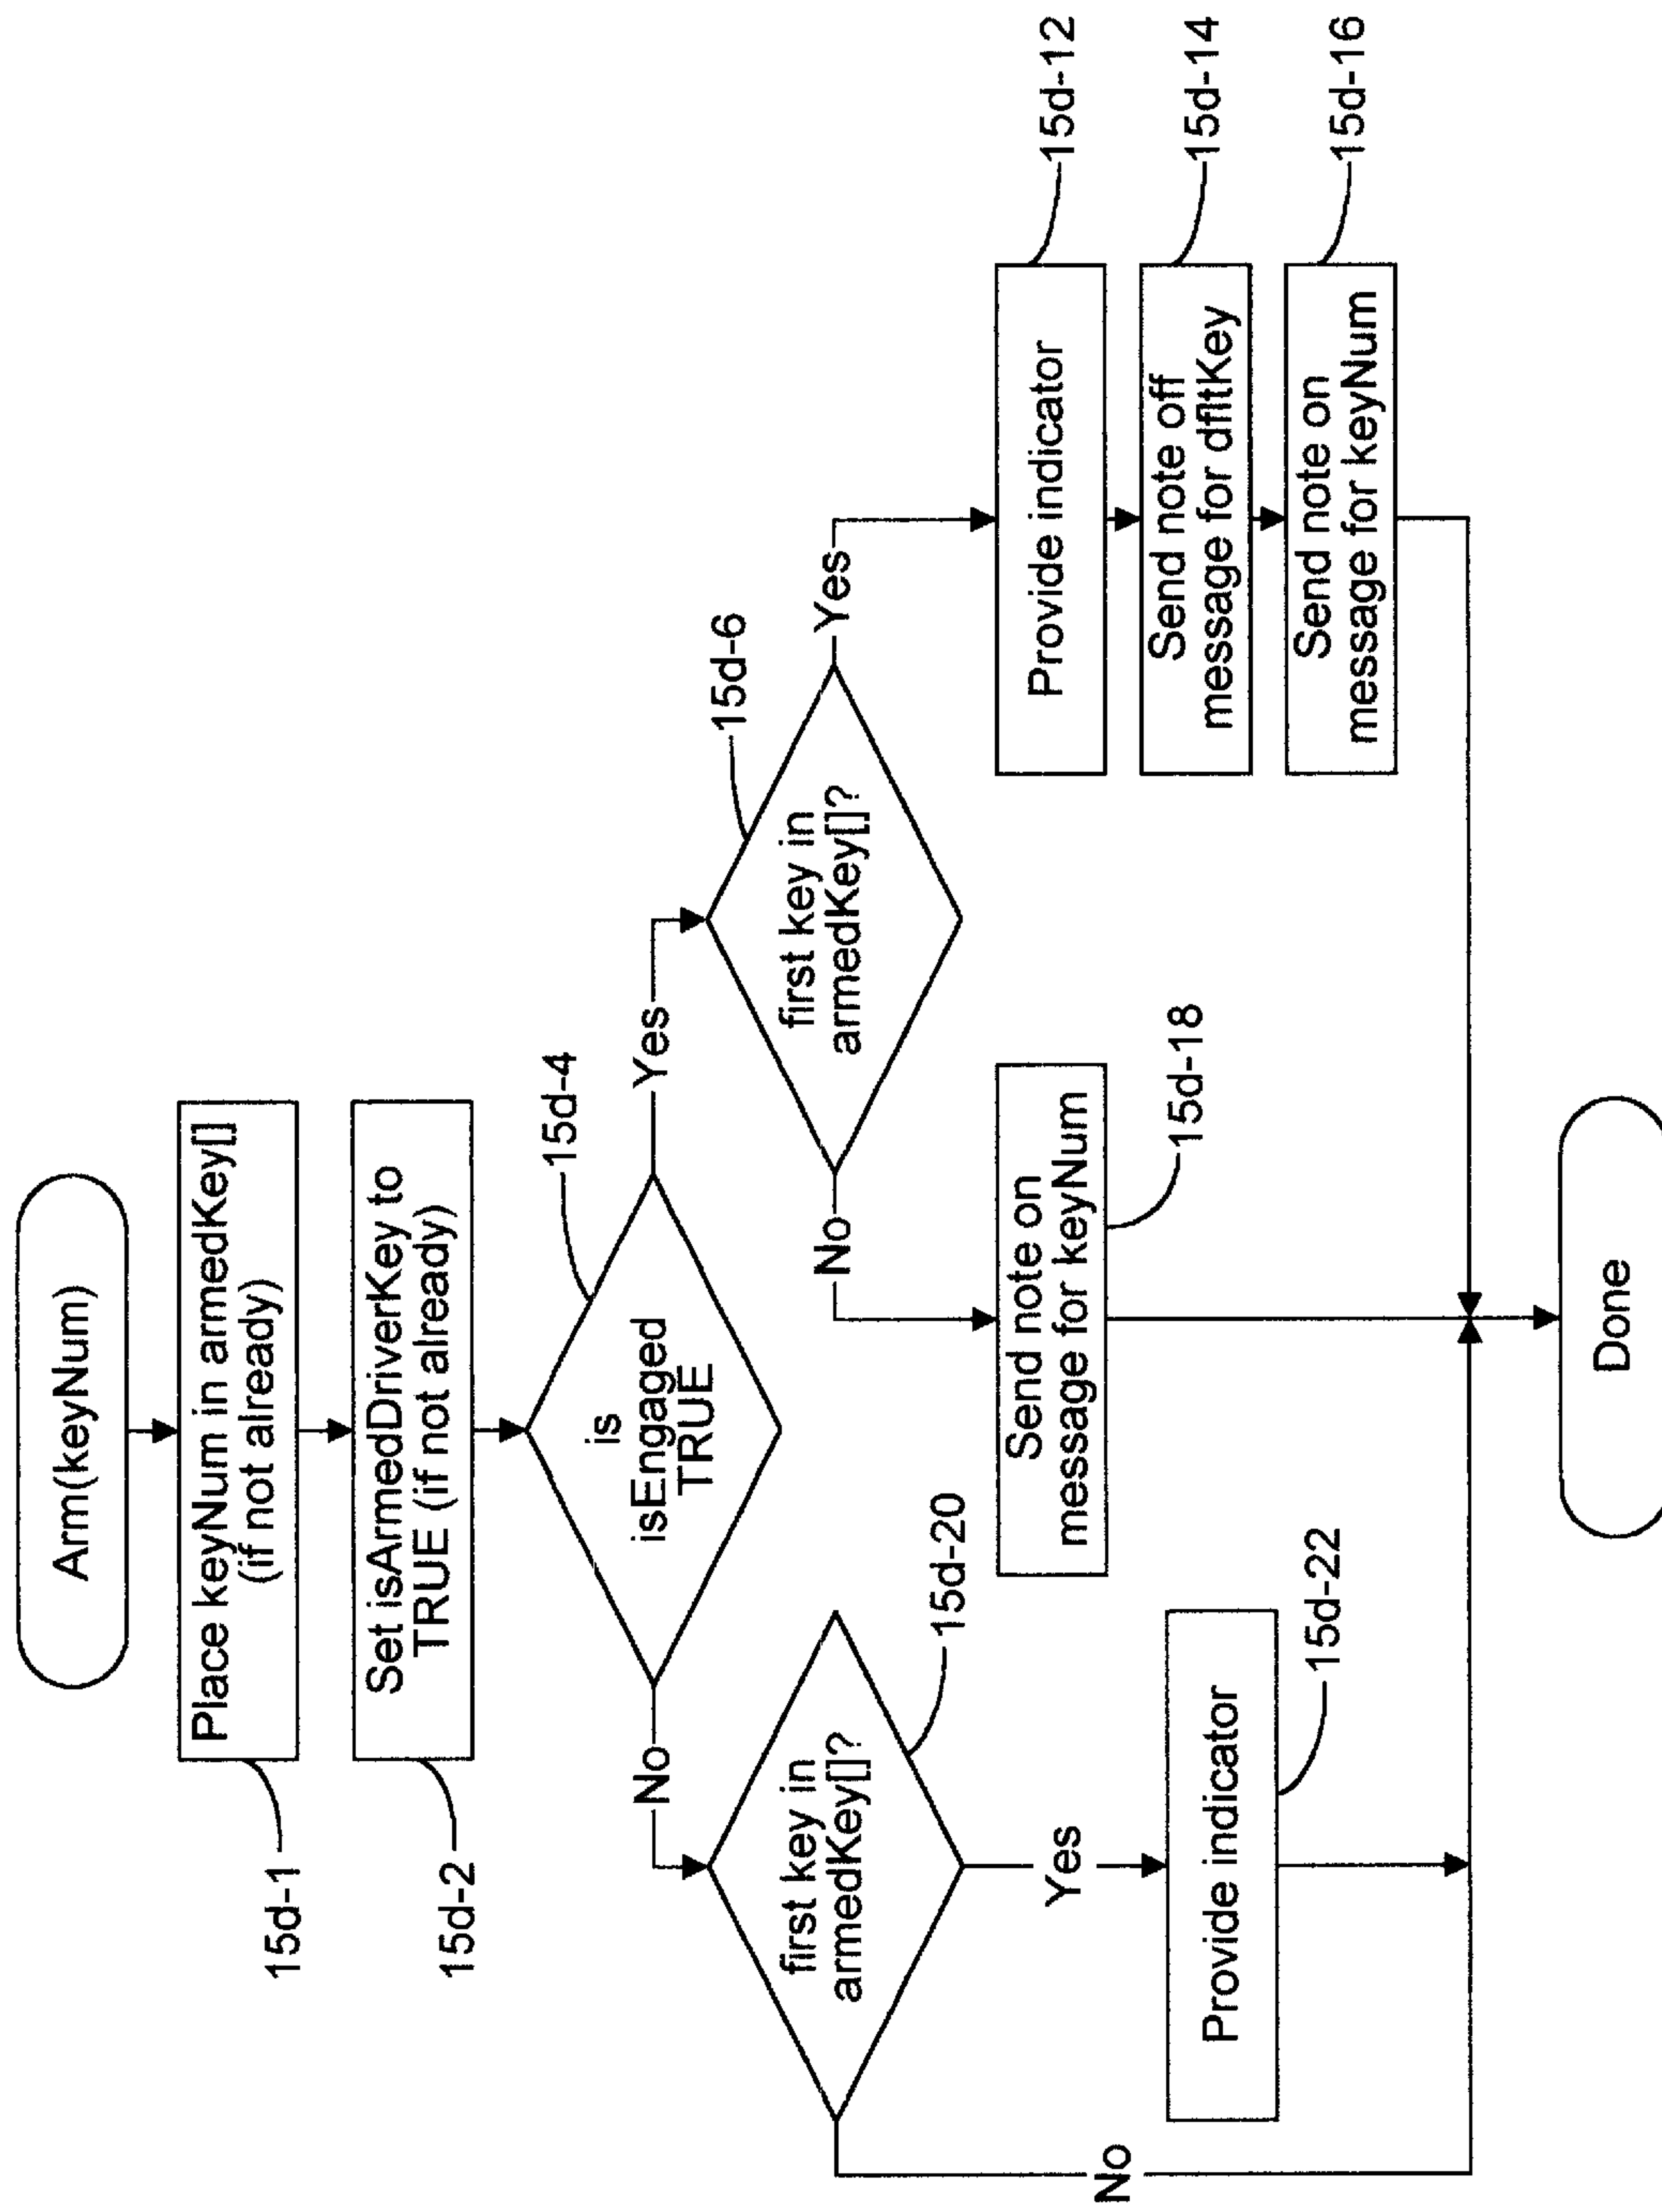 Arm(keyNum)
Place keyNum in armedKey[]
(if not already)
15d-1
Set isArmedDriverKey to
TRUE (if not already)
15d-2
is
isEngaged
TRUE
15d-4
No
Yes
first key in
armedKey[]?
15d-20
first key in
armedKey[]?
15d-6
No
Yes
No
Yes
Provide indicator
15d-22
Send note on
message for keyNum
15d-18
Provide indicator
15d-12
Send note off
message for dfltKey
15d-14
Send note on
message for keyNum
15d-16
Done